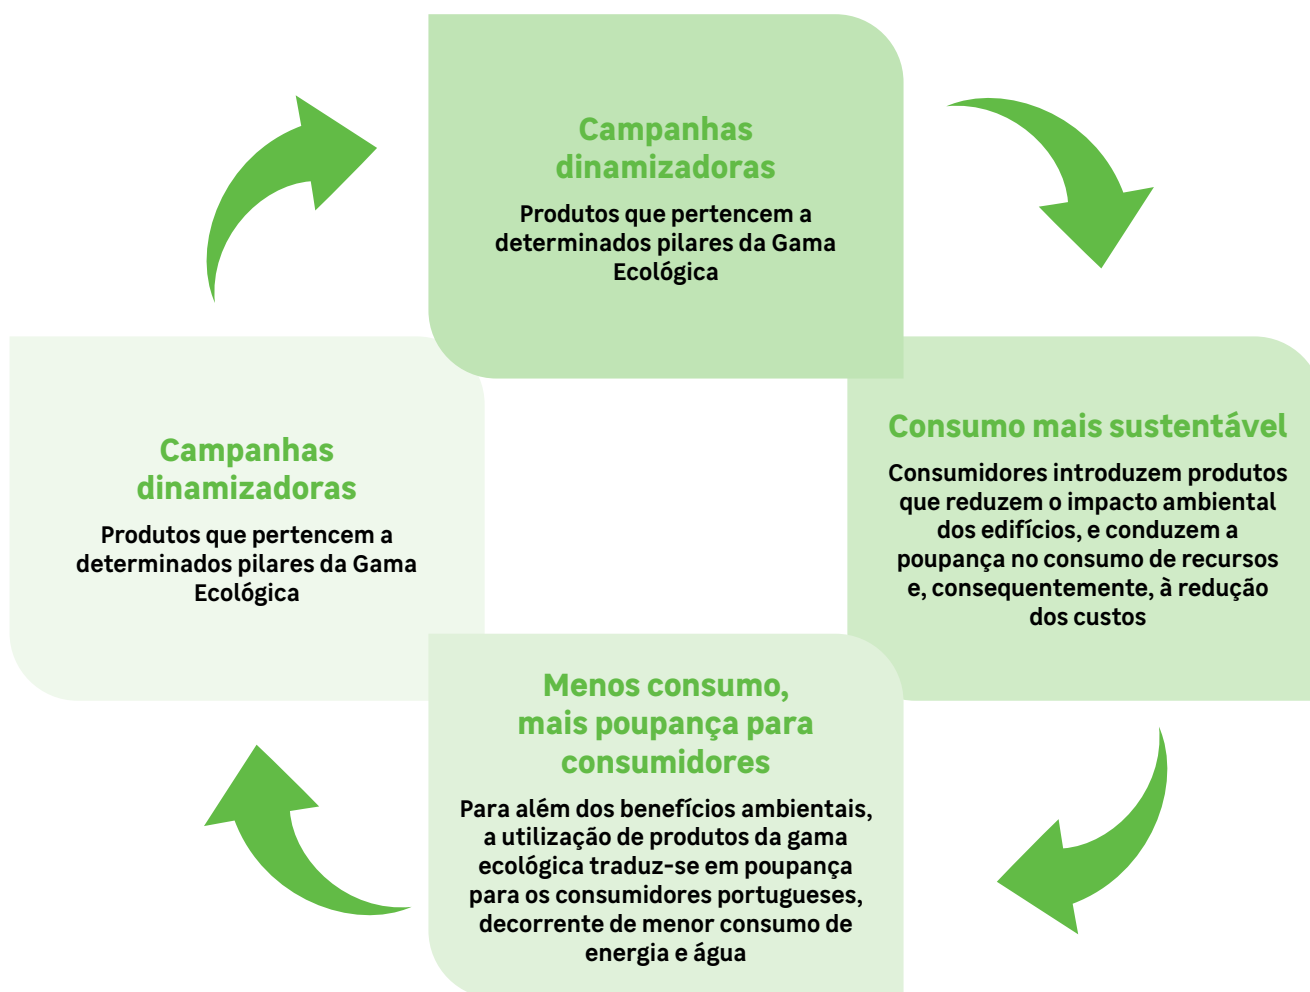 Campanhas
dinamizadoras
Produtos que pertencem a
determinados pilares da Gama
Ecológica
Consumo mais sustentável
Consumidores introduzem produtos
que reduzem o impacto ambiental
dos edifícios, e conduzem a
poupança no consumo de recursos
e, consequentemente, à redução
dos custos
Menos consumo,
mais poupança para
consumidores
Para além dos benefícios ambientais,
a utilização de produtos da gama
ecológica traduz-se em poupança
para os consumidores portugueses,
decorrente de menor consumo de
energia e água
Campanhas
dinamizadoras
Produtos que pertencem a
determinados pilares da Gama
Ecológica